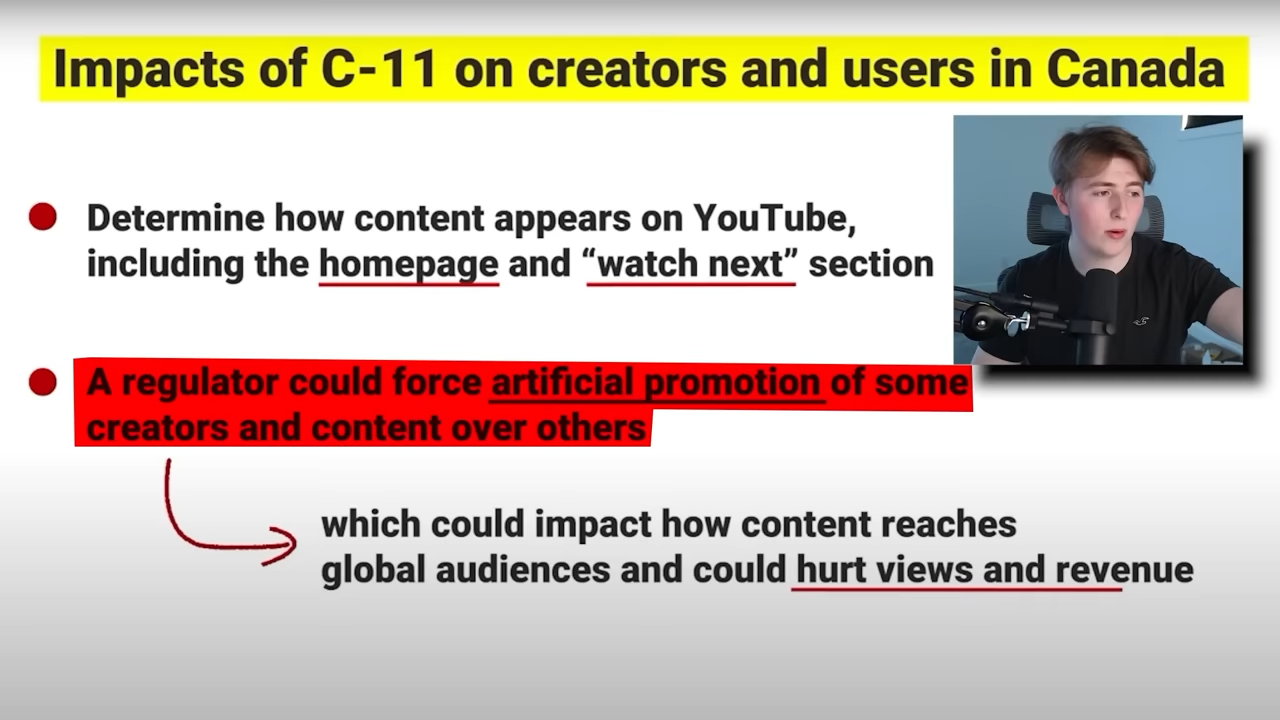 Impacts of C-11 on creators and users in Canada
Determine how content appears on YouTube,
including the homepage and “watch next” section
A regulator could force artificial promotion of some
creators and content over others
which could impact how content reaches
global audiences and could hurt views and revenue